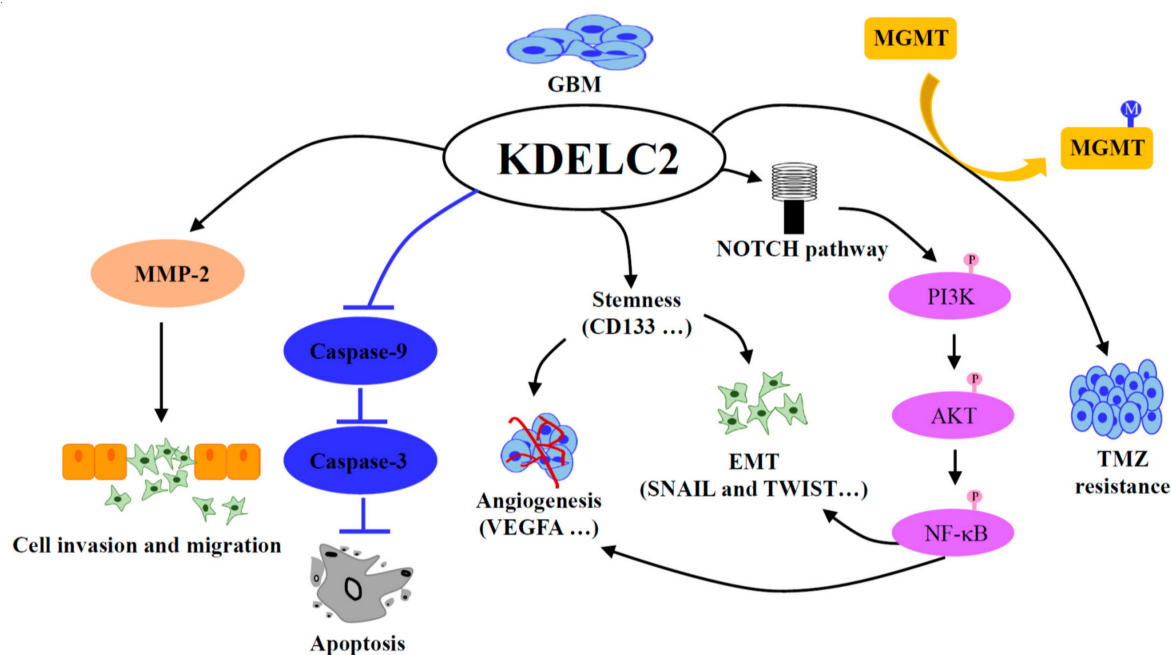 GBM
KDELC2
MGMT
M
MGMT
MMP-2
Cell invasion and migration
Caspase-9
Caspase-3
Apoptosis
Stemness
(CD133 ...)
Angiogenesis
(VEGFA ...)
EMT
(SNAIL and TWIST...)
NOTCH pathway
P
PI3K
P
AKT
P
NF-κB
TMZ
resistance